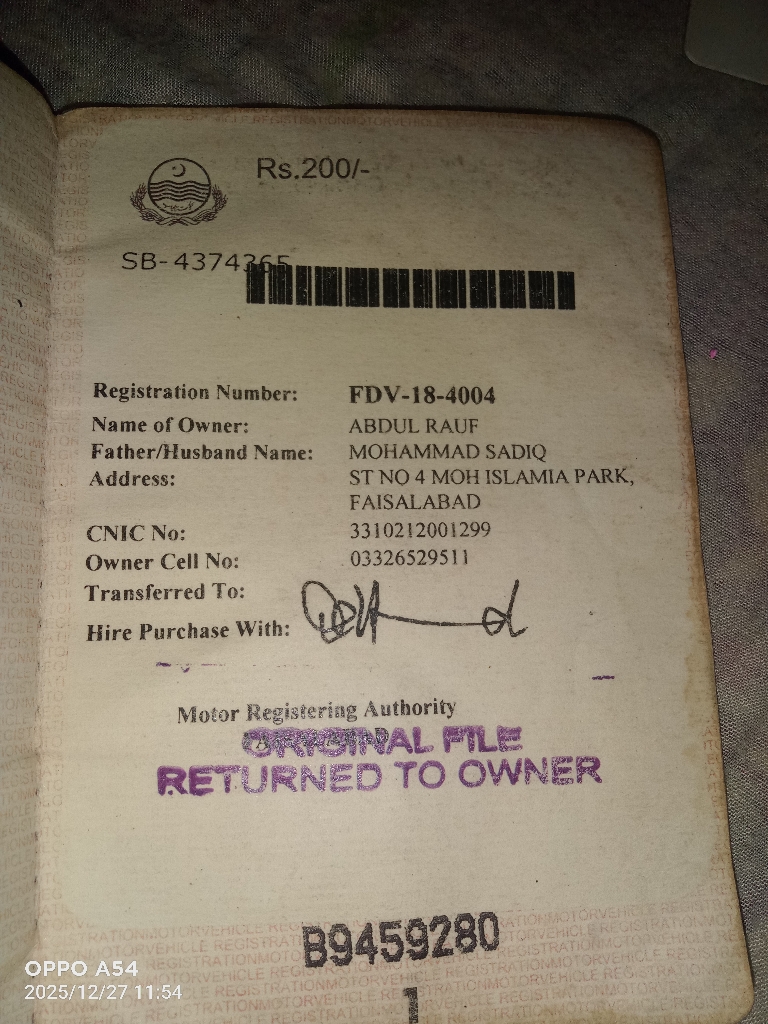 Rs.200/-
SB-4374365
Registration Number: FDV-18-4004
Name of Owner: ABDUL RAUF
Father/Husband Name: MOHAMMAD SADIQ
Address: ST NO 4 MOH ISLAMIA PARK,
FAISALABAD
CNIC No: 3310212001299
Owner Cell No: 03326529511
Transferred To:
Hire Purchase With:
Motor Registering Authority
ORIGINAL FILE
RETURNED TO OWNER
B9459280
1
OPPO A54
2025/12/27 11:54